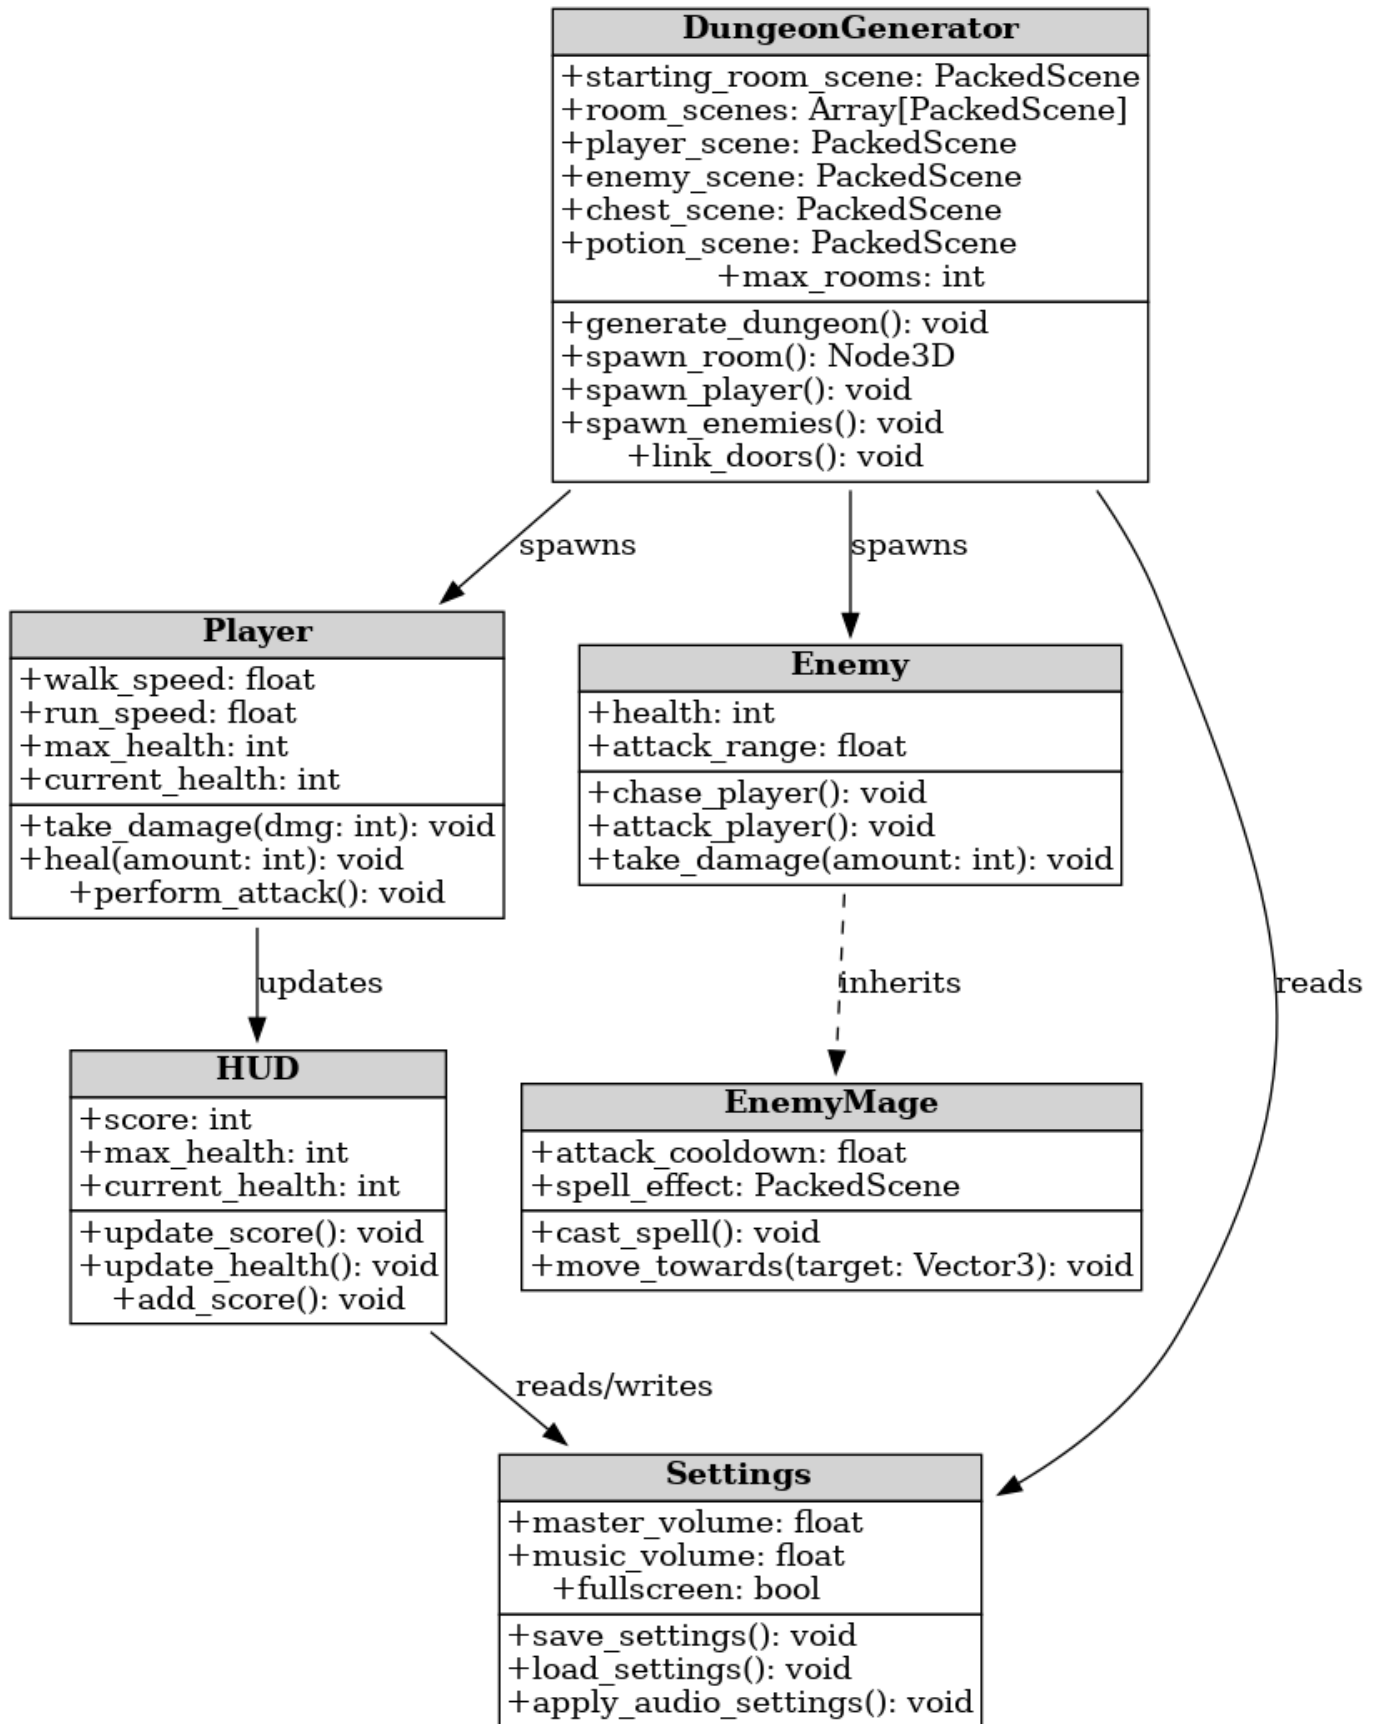 DungeonGenerator
+starting_room_scene: PackedScene
+room_scenes: Array[PackedScene]
+player_scene: PackedScene
+enemy_scene: PackedScene
+chest_scene: PackedScene
+potion_scene: PackedScene
+max_rooms: int
+generate_dungeon(): void
+spawn_room(): Node3D
+spawn_player(): void
+spawn_enemies(): void
+link_doors(): void
spawns
spawns
Player
+walk_speed: float
+run_speed: float
+max_health: int
+current_health: int
+take_damage(dmg: int): void
+heal(amount: int): void
+perform_attack(): void
Enemy
+health: int
+attack_range: float
+chase_player(): void
+attack_player(): void
+take_damage(amount: int): void
updates
inherits
reads
HUD
+score: int
+max_health: int
+current_health: int
+update_score(): void
+update_health(): void
+add_score(): void
EnemyMage
+attack_cooldown: float
+spell_effect: PackedScene
+cast_spell(): void
+move_towards(target: Vector3): void
reads/writes
Settings
+master_volume: float
+music_volume: float
+fullscreen: bool
+save_settings(): void
+load_settings(): void
+apply_audio_settings(): void